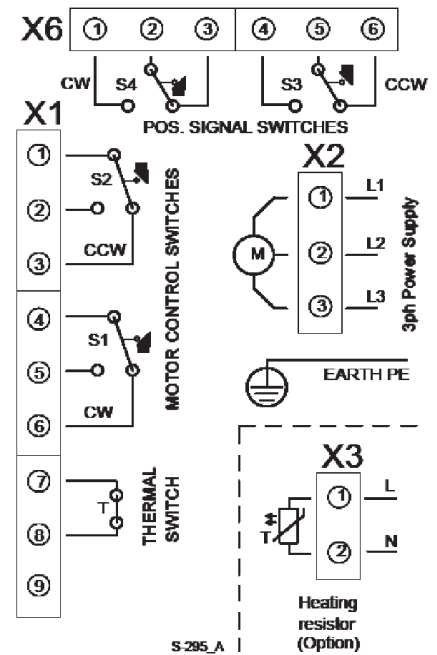 X6 1 2 3 4 5 6
CW S4 S3 CCW
POS. SIGNAL SWITCHES
X1
1
S2
2
CCW
3
4
S1
5
CW
6
MOTOR CONTROL SWITCHES
7
T
8
THERMAL
SWITCH
9
X2
1 L1
M 2 L2
3 L3
3ph Power Supply
EARTH PE
X3
1 L
T
2 N
Heating
resistor
(Option)
S-295_A